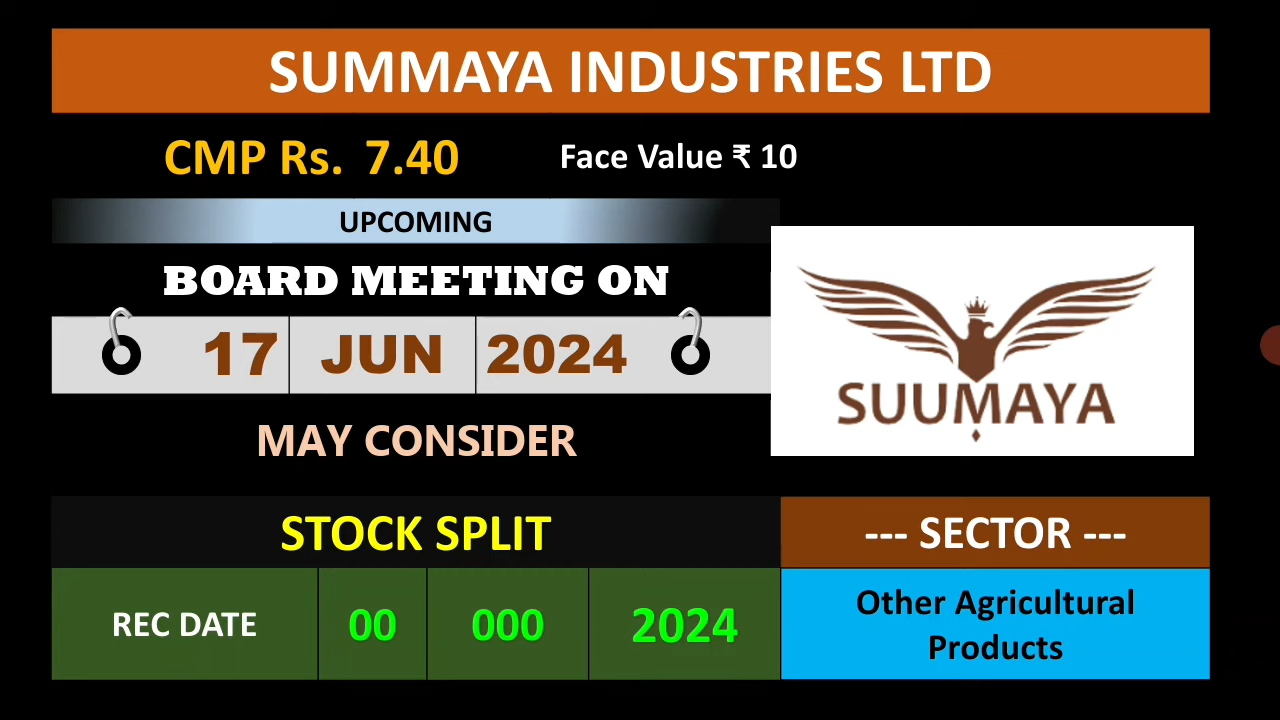 SUMMAYA INDUSTRIES LTD
CMP Rs. 7.40
Face Value ₹ 10
UPCOMING
BOARD MEETING ON
17 JUN 2024
SUUMAYA
MAY CONSIDER
STOCK SPLIT
--- SECTOR ---
REC DATE 00 000 2024
Other Agricultural
Products